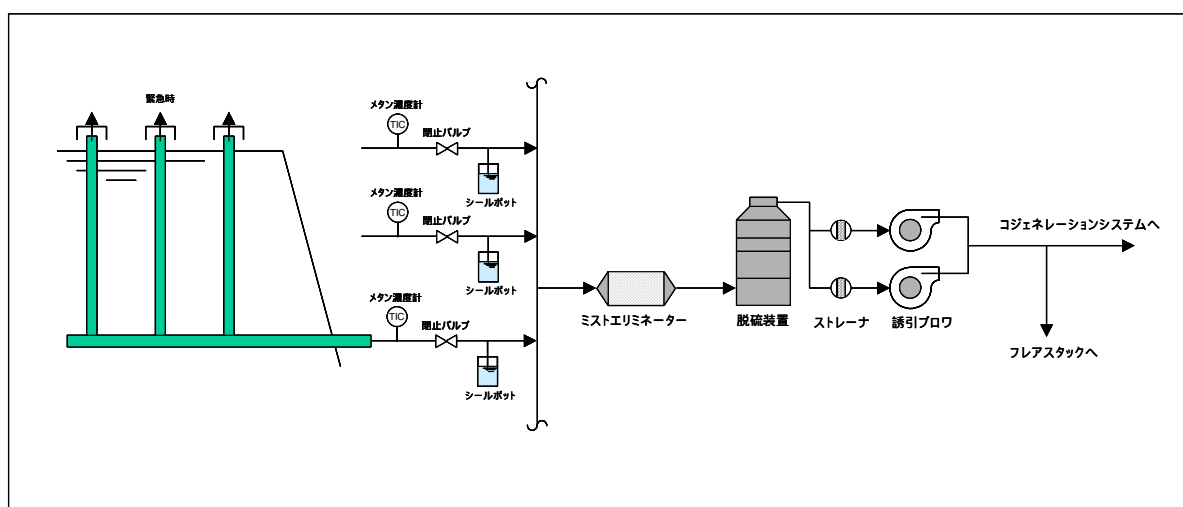 緊急時
メタン濃度計
TIC
閉止バルブ
シールポット
メタン濃度計
TIC
閉止バルブ
シールポット
メタン濃度計
TIC
閉止バルブ
シールポット
ミストエリミネーター
脱硫装置
ストレーナ
誘引ブロワ
コジェネレーションシステムへ
フレアスタックへ